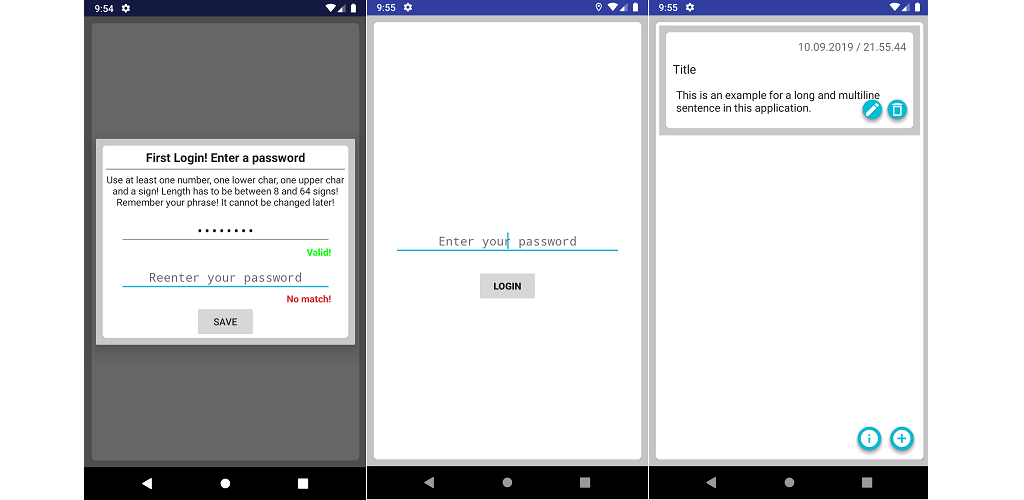 9:54
First Login! Enter a password
Use at least one number, one lower char, one upper char
and a sign! Length has to be between 8 and 64 signs!
Remember your phrase! It cannot be changed later!
••••••••
Valid!
Reenter your password
No match!
SAVE
9:55
Enter your password
LOGIN
9:55
10.09.2019 / 21.55.44
Title
This is an example for a long and multiline
sentence in this application.